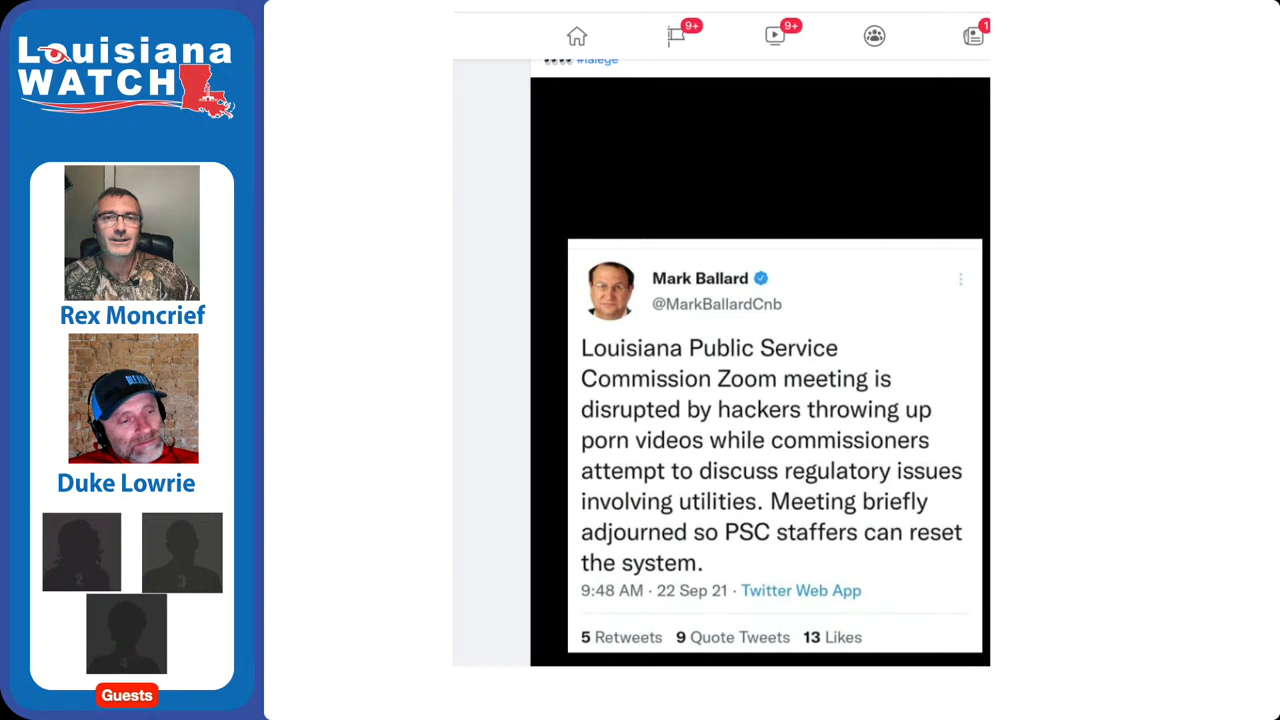 Louisiana
WATCH
Rex Moncrief
Duke Lowrie
2
3
4
Guests
9+
9+
1
#lalege
Mark Ballard
@MarkBallardCnb
Louisiana Public Service
Commission Zoom meeting is
disrupted by hackers throwing up
porn videos while commissioners
attempt to discuss regulatory issues
involving utilities. Meeting briefly
adjourned so PSC staffers can reset
the system.
9:48 AM · 22 Sep 21 · Twitter Web App
5 Retweets 9 Quote Tweets 13 Likes